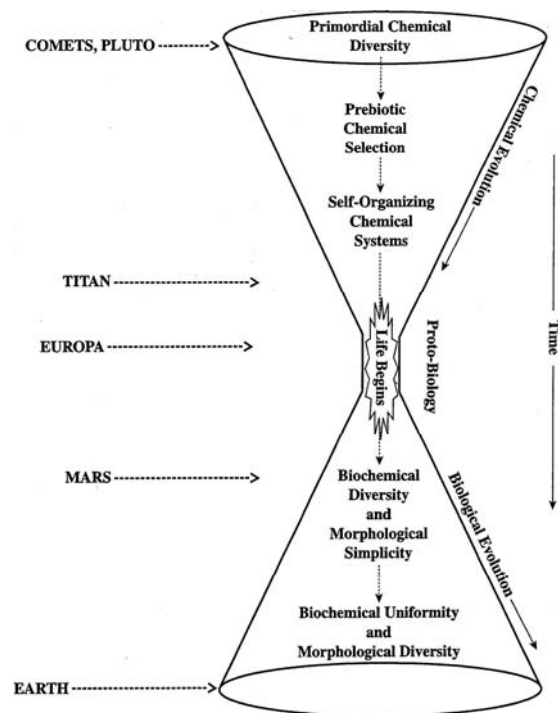 COMETS, PLUTO
Primordial Chemical
Diversity
Prebiotic
Chemical
Selection
Chemical Evolution
Self-Organizing
Chemical
Systems
TITAN
EUROPA
Life Begins
Proto-Biology
Time
MARS
Biochemical
Diversity
and
Morphological
Simplicity
Biological Evolution
Biochemical Uniformity
and
Morphological Diversity
EARTH